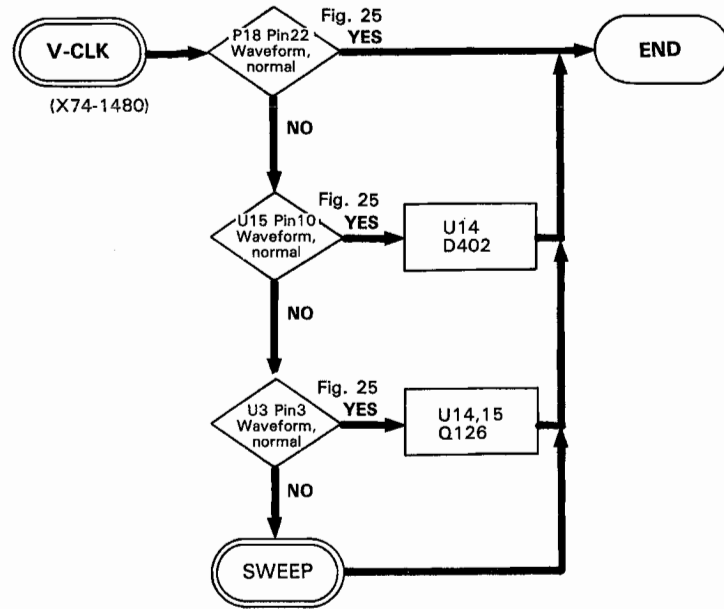 V-CLK
(X74-1480)
P18 Pin22
Waveform,
normal
Fig. 25
YES
END
NO
U15 Pin10
Waveform,
normal
Fig. 25
YES
U14
D402
NO
U3 Pin3
Waveform,
normal
Fig. 25
YES
U14,15
Q126
NO
SWEEP